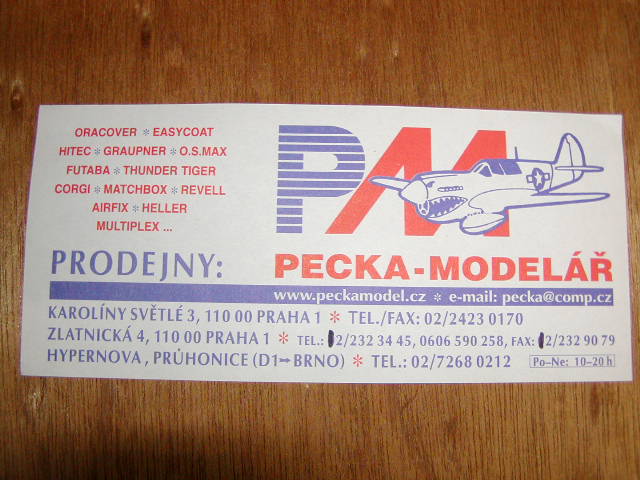 ORACOVER * EASYCOAT
HITEC * GRAUPNER * O.S.MAX
FUTABA * THUNDER TIGER
CORGI * MATCHBOX * REVELL
AIRFIX * HELLER
MULTIPLEX ...
PM
PRODEJNY:
PECKA-MODELÁŘ
www.peckamodel.cz * e-mail: pecka@comp.cz
KAROLÍNY SVĚTLÉ 3, 110 00 PRAHA 1 * TEL./FAX: 02/2423 0170
ZLATNICKÁ 4, 110 00 PRAHA 1 * TEL.: 02/232 34 45, 0606 590 258, FAX: 02/232 90 79
HYPERNOVA, PRŮHONICE (D1➡BRNO) * TEL.: 02/7268 0212
Po–Ne: 10–20 h